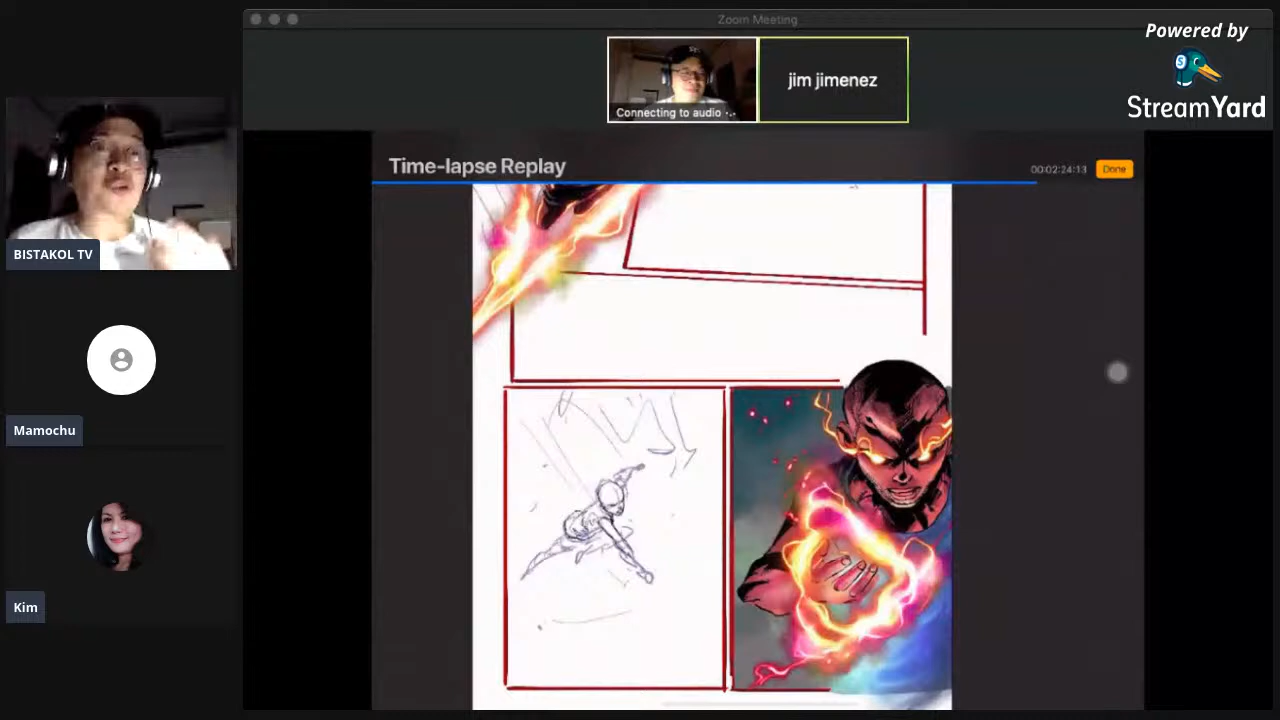 Zoom Meeting
Powered by
StreamYard
jim jimenez
Connecting to audio ...
Time-lapse Replay
00:02:24:13
Done
BISTAKOL TV
Mamochu
Kim